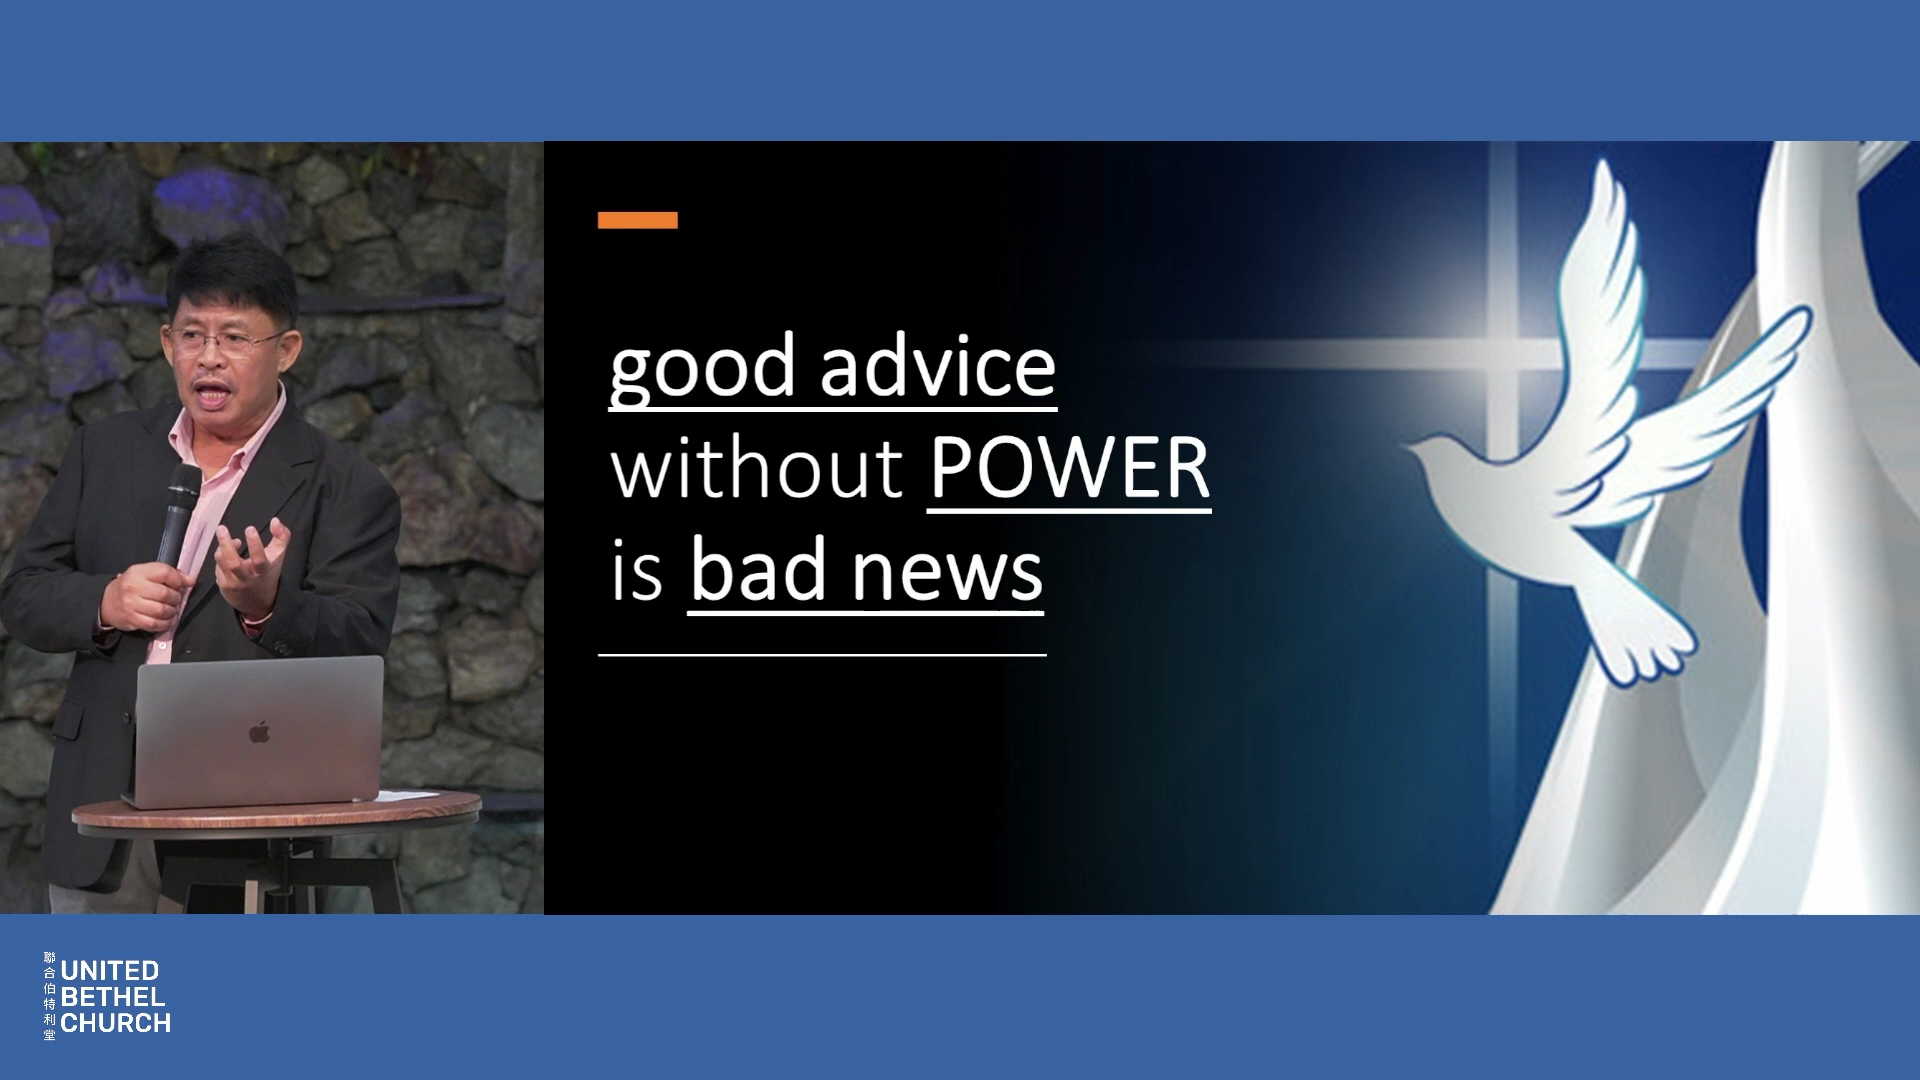 good advice
without POWER
is bad news
聯合伯特利堂
UNITED
BETHEL
CHURCH